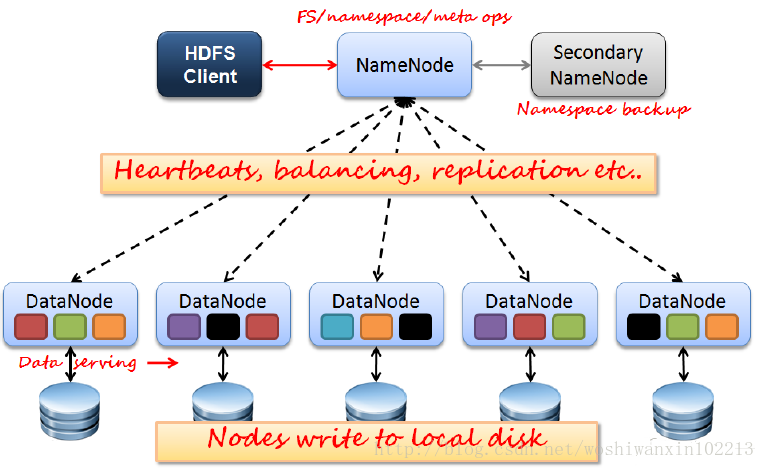 FS/namespace/meta ops
HDFS
Client
NameNode
Secondary
NameNode
Namespace backup
Heartbeats, balancing, replication etc..
DataNode
DataNode
DataNode
DataNode
DataNode
Data serving
Nodes write to local disk
http://blog.csdn.net/woshiwanxin102213